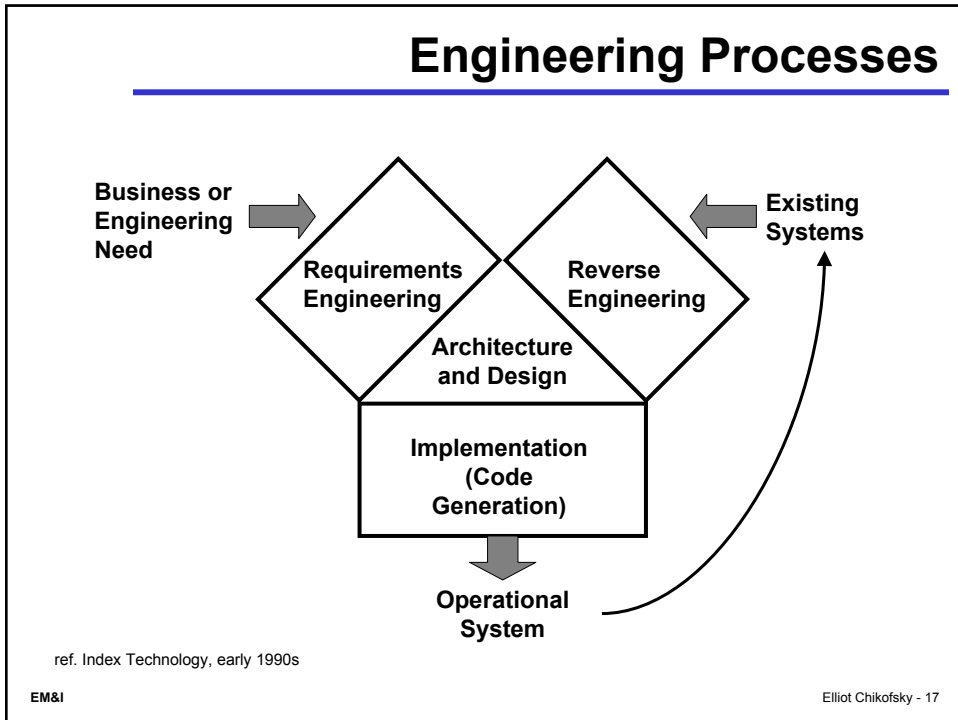 Engineering Processes
Business or
Engineering
Need
Existing
Systems
Requirements
Engineering
Reverse
Engineering
Architecture
and Design
Implementation
(Code
Generation)
Operational
System
ref. Index Technology, early 1990s
EM&I
Elliot Chikofsky - 17